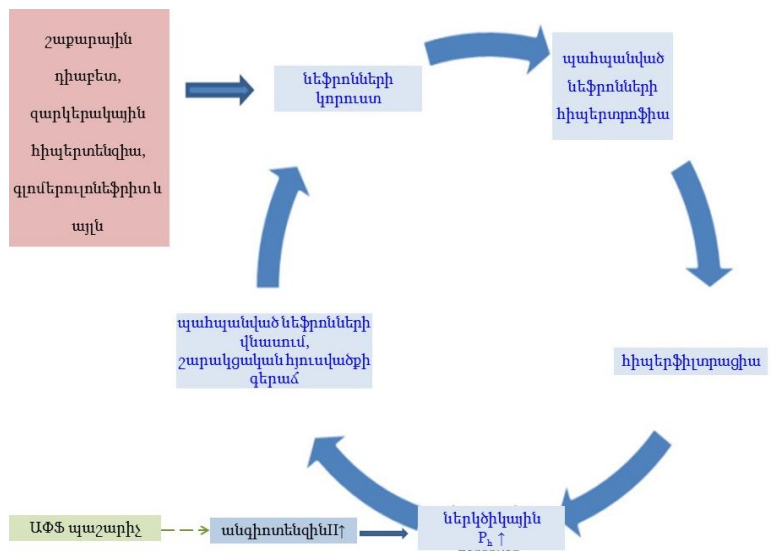 շաքարային
դիաբետ,
զարկերակային
հիպերտենզիա,
գլոմերուլոնեֆրիտ և
այլն
նեֆրոնների
կորուստ
պահպանված
նեֆրոնների
հիպերտրոֆիա
պահպանված նեֆրոնների
վնասում,
շարակցական հյուսվածքի
գերաճ
հիպերֆիլտրացիա
ԱՓՖ պաշարիչ
անգիոտենզինII↑
ներկծիկային
Pₕ ↑